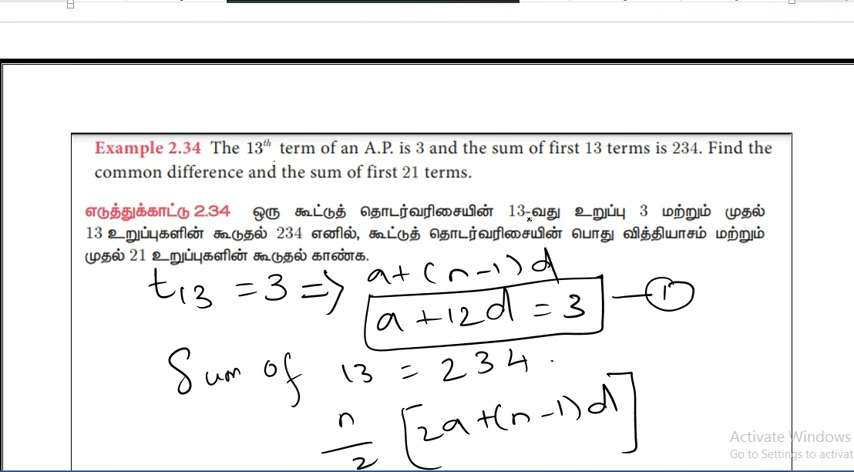 Example 2.34 The 13th term of an A.P. is 3 and the sum of first 13 terms is 234. Find the
common difference and the sum of first 21 terms.
எடுத்துக்காட்டு 2.34 ஒரு கூட்டுத் தொடர்வரிசையின் 13-வது உறுப்பு 3 மற்றும் முதல்
13 உறுப்புகளின் கூடுதல் 234 எனில், கூட்டுத் தொடர்வரிசையின் பொது வித்தியாசம் மற்றும்
முதல் 21 உறுப்புகளின் கூடுதல் காண்க.
t13 = 3 => a+(n-1)d
a+12d = 3 — ①
Sum of 13 = 234.
n/2 [2a+(n-1)d]
Activate Windows
Go to Settings to activat